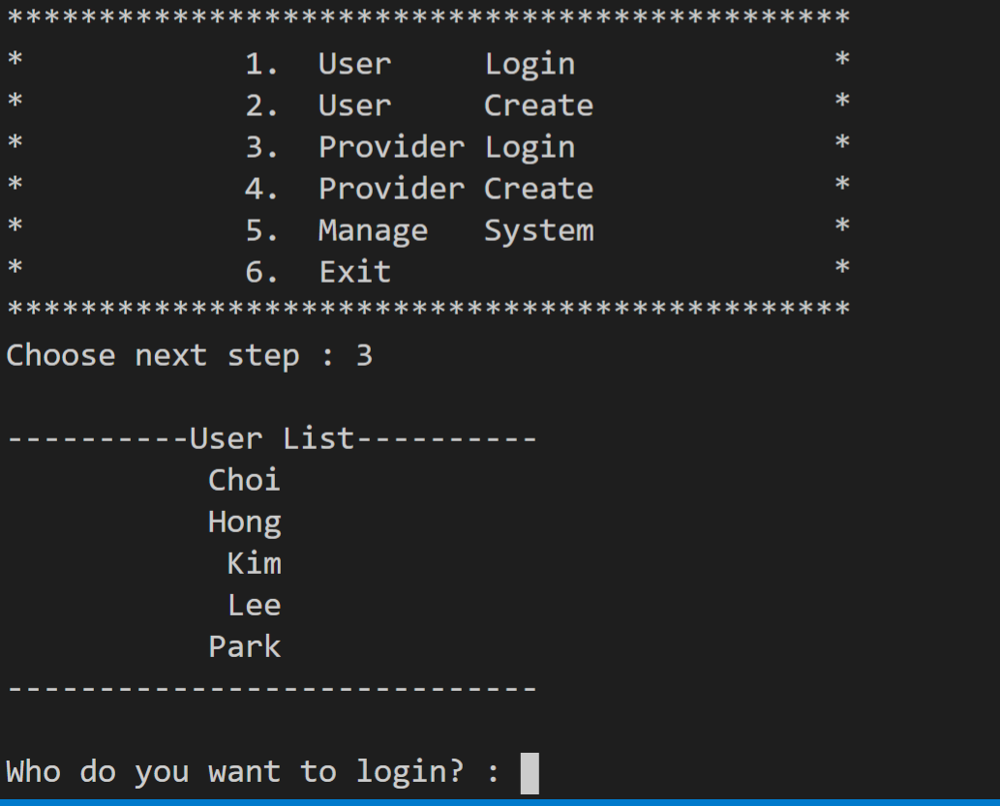 **********************************************
*             1.  User     Login              *
*             2.  User     Create             *
*             3.  Provider Login              *
*             4.  Provider Create             *
*             5.  Manage   System             *
*             6.  Exit                        *
**********************************************
Choose next step : 3
----------User List----------
Choi
Hong
Kim
Lee
Park
-----------------------------
Who do you want to login? :